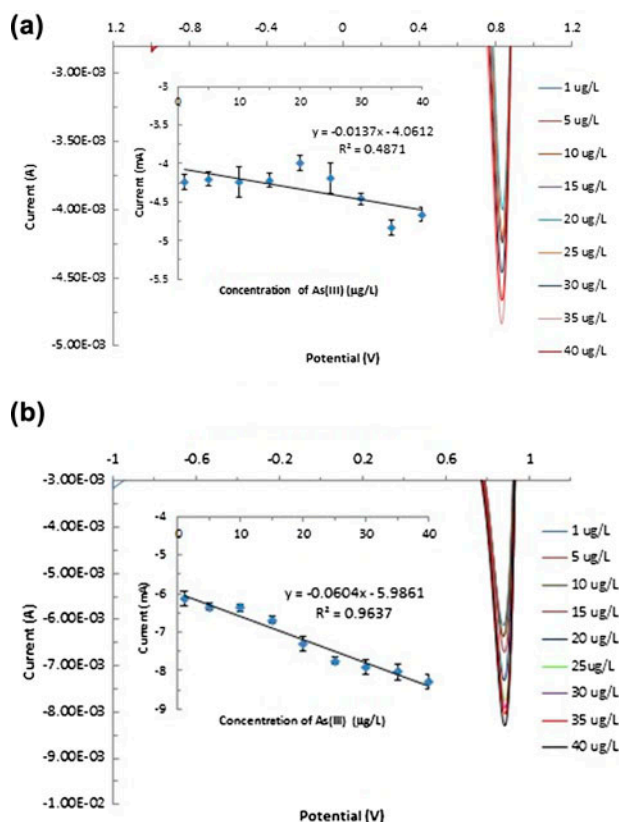 (a)
1.2 -0.8 -0.4 0 0.4 0.8 1.2
-3.00E-03
-3.50E-03
-4.00E-03
-4.50E-03
-5.00E-03
Current (A)
Potential (V)
-3
-3.5
-4
-4.5
-5
-5.5
0 10 20 30 40
Current (mA)
y = -0.0137x - 4.0612
R² = 0.4871
Concentration of As(III) (μg/L)
1 ug/L
5 ug/L
10 ug/L
15 ug/L
20 ug/L
25 ug/L
30 ug/L
35 ug/L
40 ug/L
(b)
-1 -0.6 -0.2 0.2 0.6 1
-3.00E-03
-4.00E-03
-5.00E-03
-6.00E-03
-7.00E-03
-8.00E-03
-9.00E-03
-1.00E-02
Current (A)
Potential (V)
-4
-5
-6
-7
-8
-9
0 10 20 30 40
Current (mA)
y = -0.0604x - 5.9861
R² = 0.9637
Concentretion of As(III) (μg/L)
1 ug/L
5 ug/L
10 ug/L
15 ug/L
20 ug/L
25ug/L
30 ug/L
35 ug/L
40 ug/L